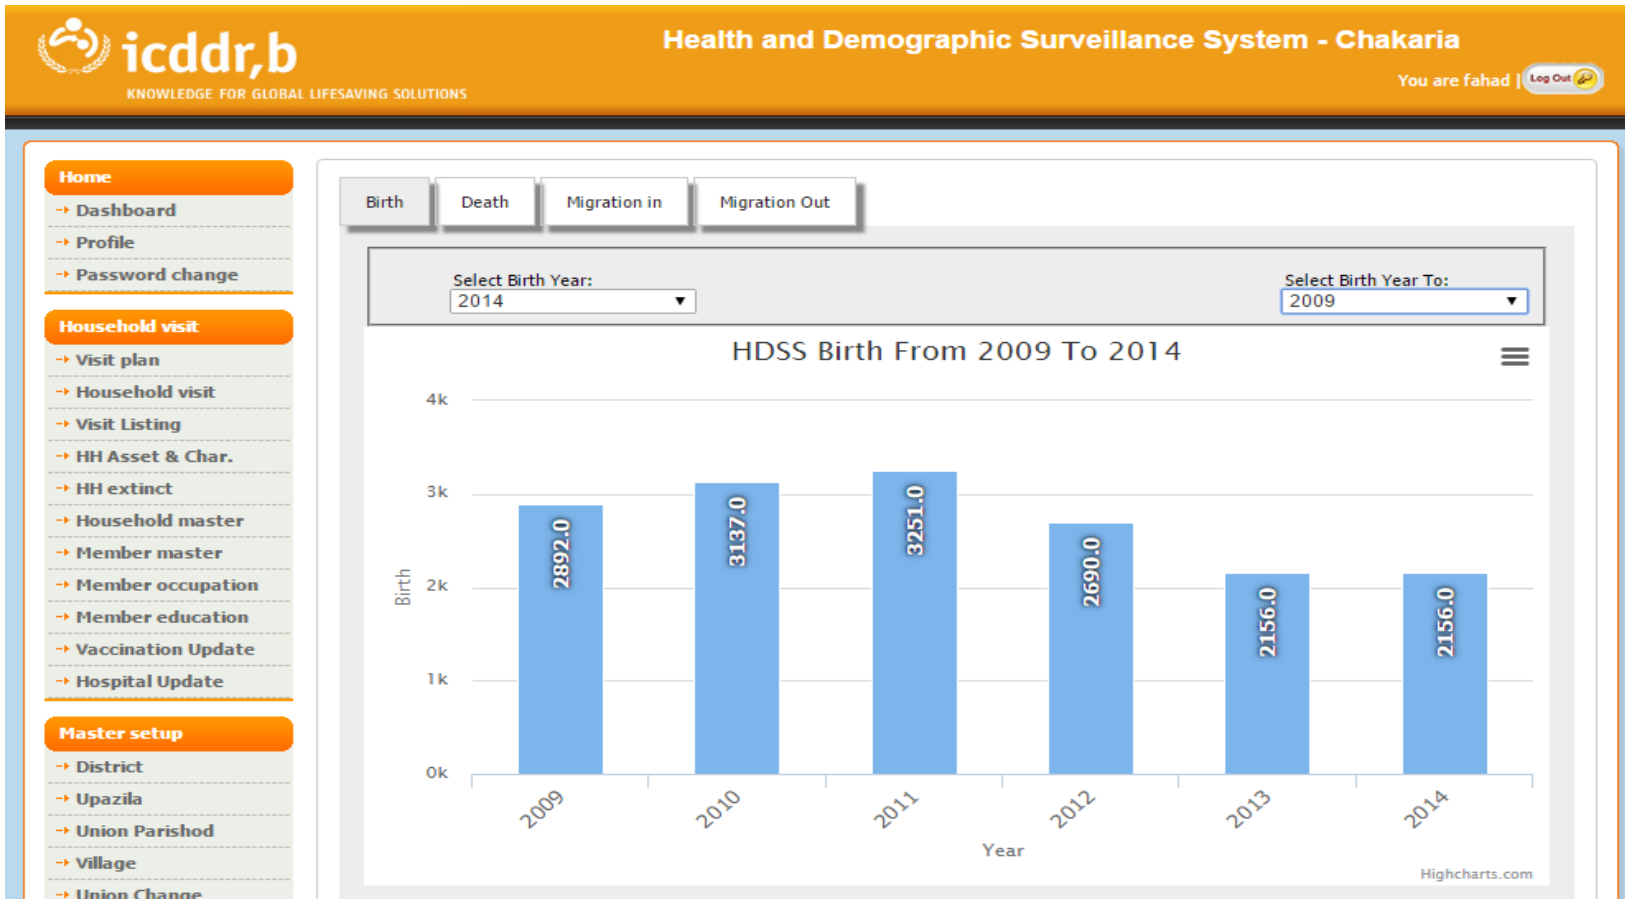 icddr,b
KNOWLEDGE FOR GLOBAL LIFESAVING SOLUTIONS
Health and Demographic Surveillance System - Chakaria
You are fahad | Log Out
Home
Dashboard
Profile
Password change
Household visit
Visit plan
Household visit
Visit Listing
HH Asset & Char.
HH extinct
Household master
Member master
Member occupation
Member education
Vaccination Update
Hospital Update
Master setup
District
Upazila
Union Parishod
Village
Union Change
Birth Death Migration in Migration Out
Select Birth Year: Select Birth Year To:
2014 2009
HDSS Birth From 2009 To 2014
4k
3k
2k
1k
0k
Birth
2892.0 3137.0 3251.0 2690.0 2156.0 2156.0
2009 2010 2011 2012 2013 2014
Year
Highcharts.com